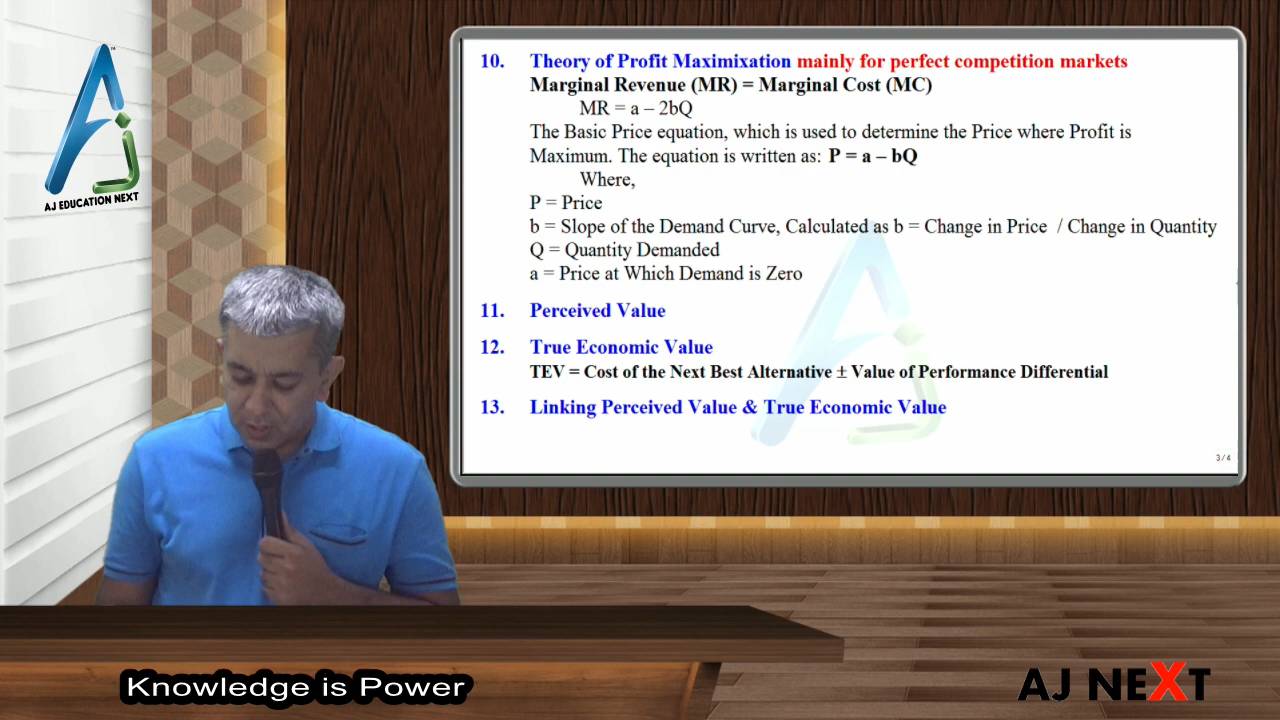 10. Theory of Profit Maximixation mainly for perfect competition markets
Marginal Revenue (MR) = Marginal Cost (MC)
MR = a – 2bQ
The Basic Price equation, which is used to determine the Price where Profit is
Maximum. The equation is written as: P = a – bQ
Where,
P = Price
b = Slope of the Demand Curve, Calculated as b = Change in Price / Change in Quantity
Q = Quantity Demanded
a = Price at Which Demand is Zero
11. Perceived Value
12. True Economic Value
TEV = Cost of the Next Best Alternative ± Value of Performance Differential
13. Linking Perceived Value & True Economic Value
3/4
AJ EDUCATION NEXT
Knowledge is Power
AJ NEXT